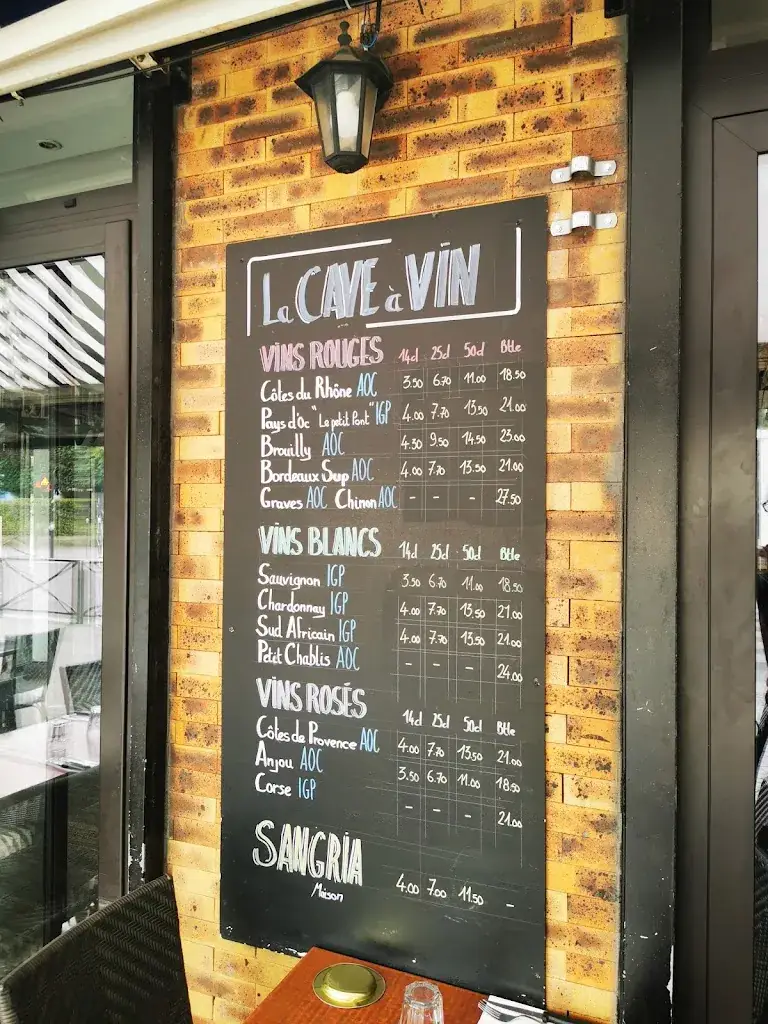 La CAVE à VIN
VINS ROUGES 14cl 25cl 50cl Btle
Côtes du Rhône AOC 3.50 6.70 11.00 18.50
Pays d'Oc "Le petit Pont" IGP 4.00 7.70 13.50 21.00
Brouilly AOC 4.50 9.50 14.50 23.00
Bordeaux Sup AOC 4.00 7.70 13.50 21.00
Graves AOC Chinon AOC - - - 27.50
VINS BLANCS 14cl 25cl 50cl Btle
Sauvignon IGP 3.50 6.70 11.00 18.50
Chardonnay IGP 4.00 7.70 13.50 21.00
Sud Africain IGP 4.00 7.70 13.50 21.00
Petit Chablis AOC - - - 24.00
VINS ROSÉS 14cl 25cl 50cl Btle
Côtes de Provence AOC 4.00 7.70 13.50 21.00
Anjou AOC 3.50 6.70 11.00 18.50
Corse IGP - - - 21.00
SANGRIA
Maison 4.00 7.00 11.50 -